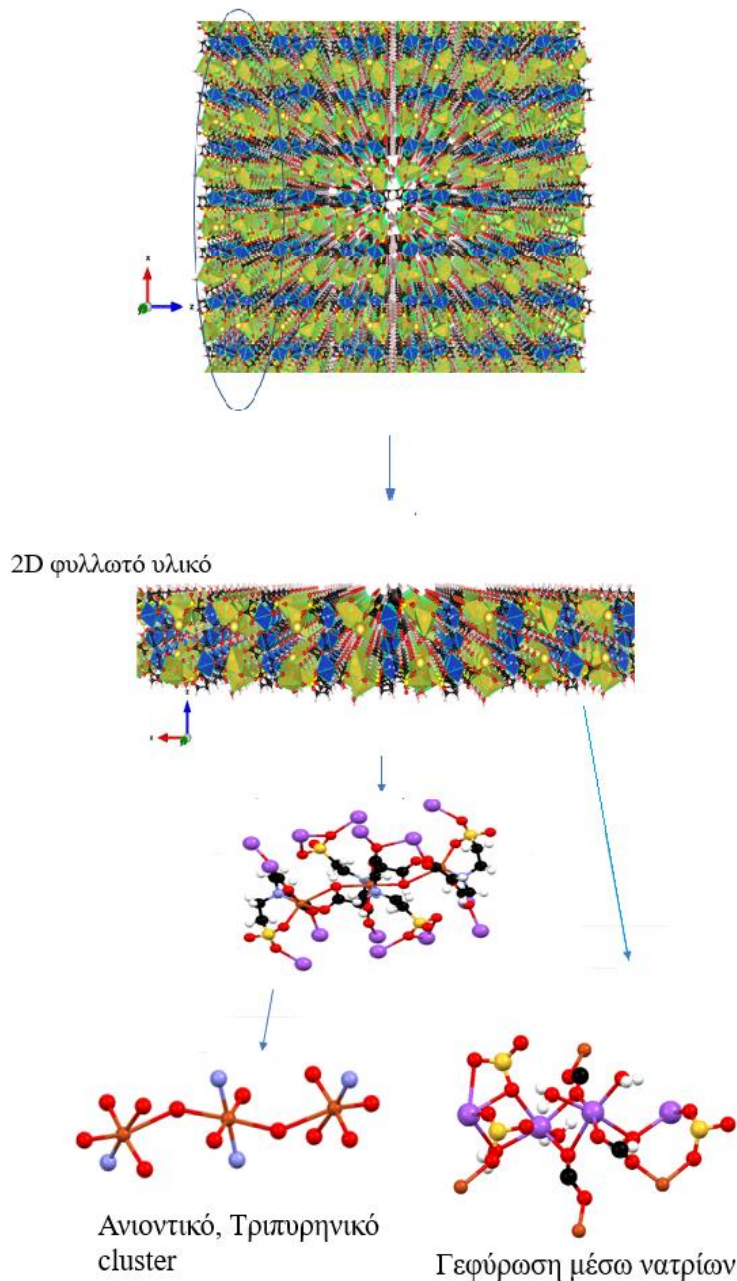 x
z
2D φυλλωτό υλικό
z
x
Ανιοντικό, Τριπυρηνικό
cluster
Γεφύρωση μέσω νατρίων